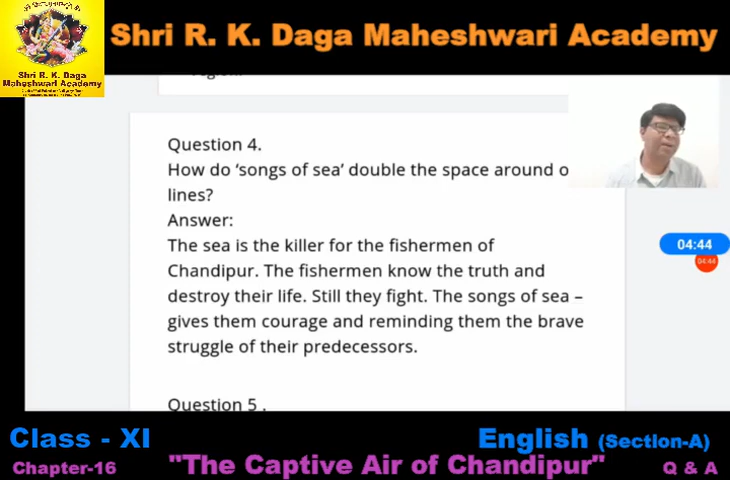 Shri R. K. Daga Maheshwari Academy
Shri R. K. Daga
Maheshwari Academy
Question 4.
How do ‘songs of sea’ double the space around o
lines?
Answer:
The sea is the killer for the fishermen of
Chandipur. The fishermen know the truth and
destroy their life. Still they fight. The songs of sea –
gives them courage and reminding them the brave
struggle of their predecessors.
04:44
04:44
Question 5 .
Class - XI
English (Section-A)
Chapter-16
"The Captive Air of Chandipur"
Q & A